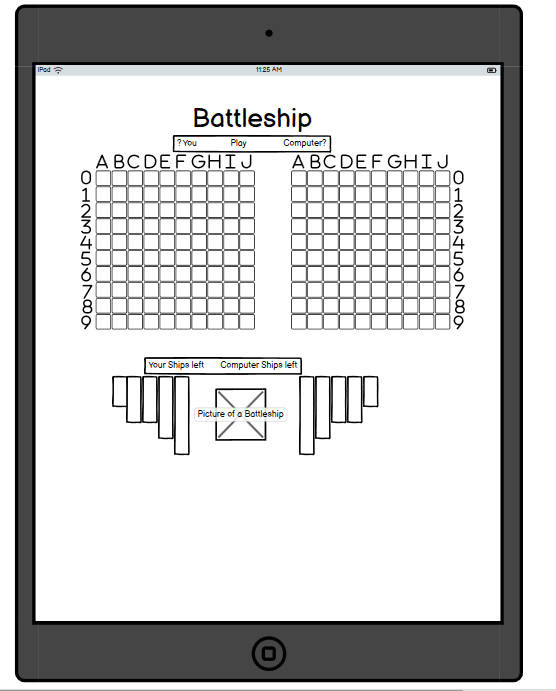 iPad 11:25 AM
Battleship
? You Play Computer?
A B C D E F G H I J A B C D E F G H I J
0 0
1 1
2 2
3 3
4 4
5 5
6 6
7 7
8 8
9 9
Your Ships left Computer Ships left
Picture of a Battleship